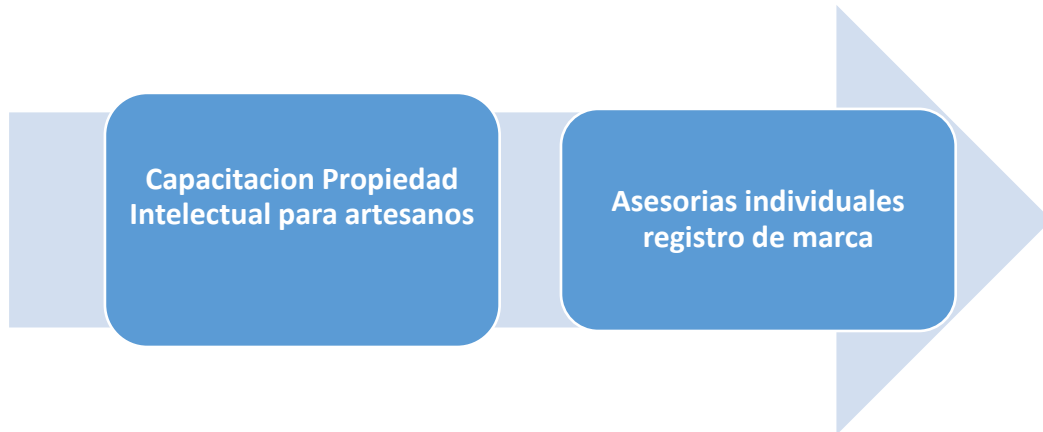 Capacitacion Propiedad
Intelectual para artesanos
Asesorias individuales
registro de marca